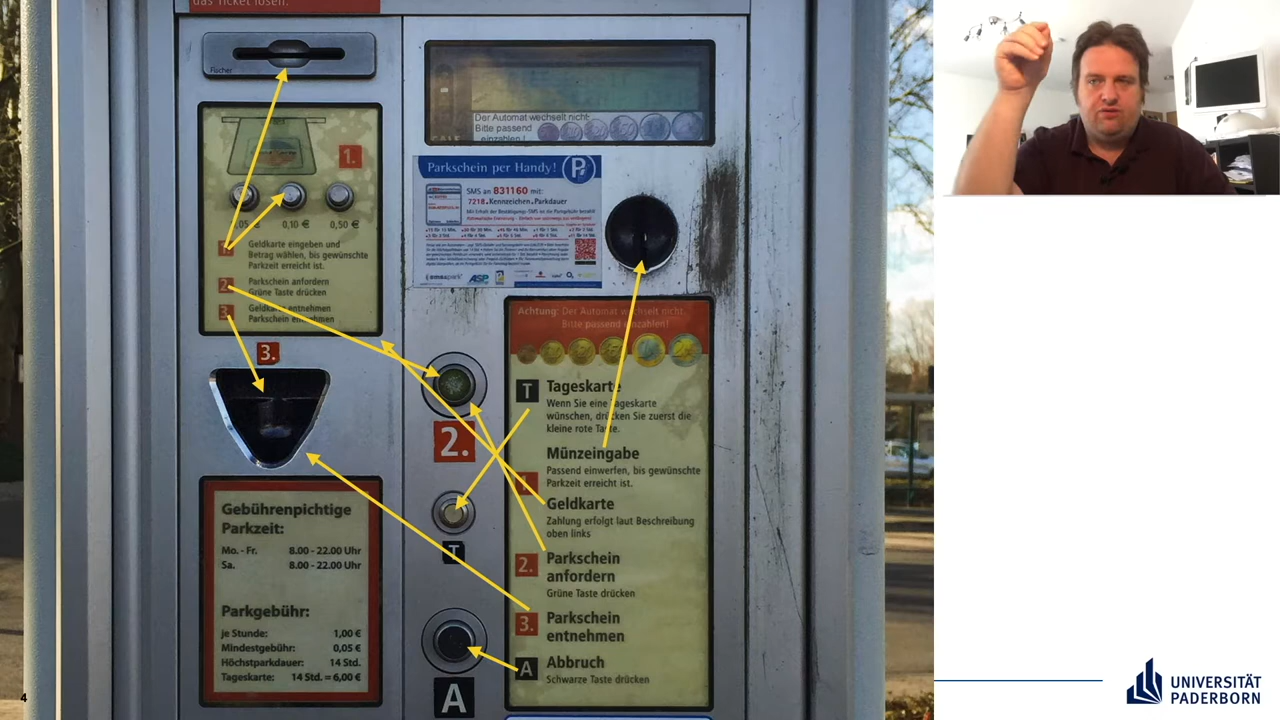 das Ticket lösen.
Fischer
1.
0,05 €
0,10 €
0,50 €
1. Geldkarte eingeben und
Betrag wählen, bis gewünschte
Parkzeit erreicht ist.
2. Parkschein anfordern
Grüne Taste drücken
3. Geldkarte entnehmen
Parkschein entnehmen
3.
Gebührenpichtige
Parkzeit:
Mo. - Fr. 8.00 - 22.00 Uhr
Sa. 8.00 - 22.00 Uhr
Parkgebühr:
je Stunde: 1,00 €
Mindestgebühr: 0,05 €
Höchstparkdauer: 14 Std.
Tageskarte: 14 Std. = 6,00 €
Der Automat wechselt nicht!
Bitte passend
einzahlen!
Parkschein per Handy!
P
SMS an 831160 mit:
7218.Kennzeichen.Parkdauer
2.
T
A
Achtung: Der Automat wechselt nicht.
Bitte passend einzahlen!
T Tageskarte
Wenn Sie eine Tageskarte
wünschen, drücken Sie zuerst die
kleine rote Taste.
Münzeingabe
1. Passend einwerfen, bis gewünschte
Parkzeit erreicht ist.
Geldkarte
Zahlung erfolgt laut Beschreibung
oben links
2. Parkschein
anfordern
Grüne Taste drücken
3. Parkschein
entnehmen
A Abbruch
Schwarze Taste drücken
4
UNIVERSITÄT
PADERBORN